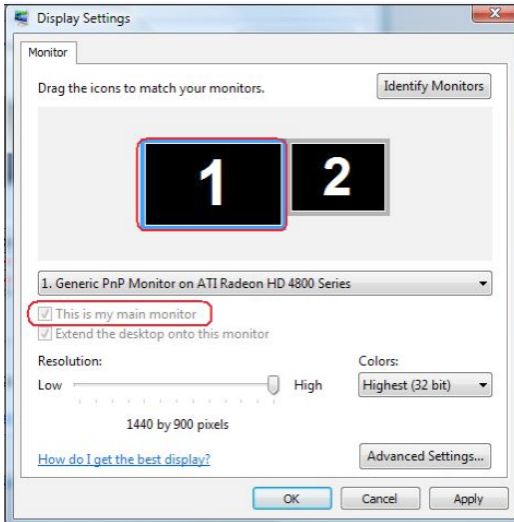 Display Settings
Monitor
Drag the icons to match your monitors.
Identify Monitors
1
2
1. Generic PnP Monitor on ATI Radeon HD 4800 Series
This is my main monitor
Extend the desktop onto this monitor
Resolution:
Colors:
Low
High
Highest (32 bit)
1440 by 900 pixels
How do I get the best display?
Advanced Settings...
OK
Cancel
Apply